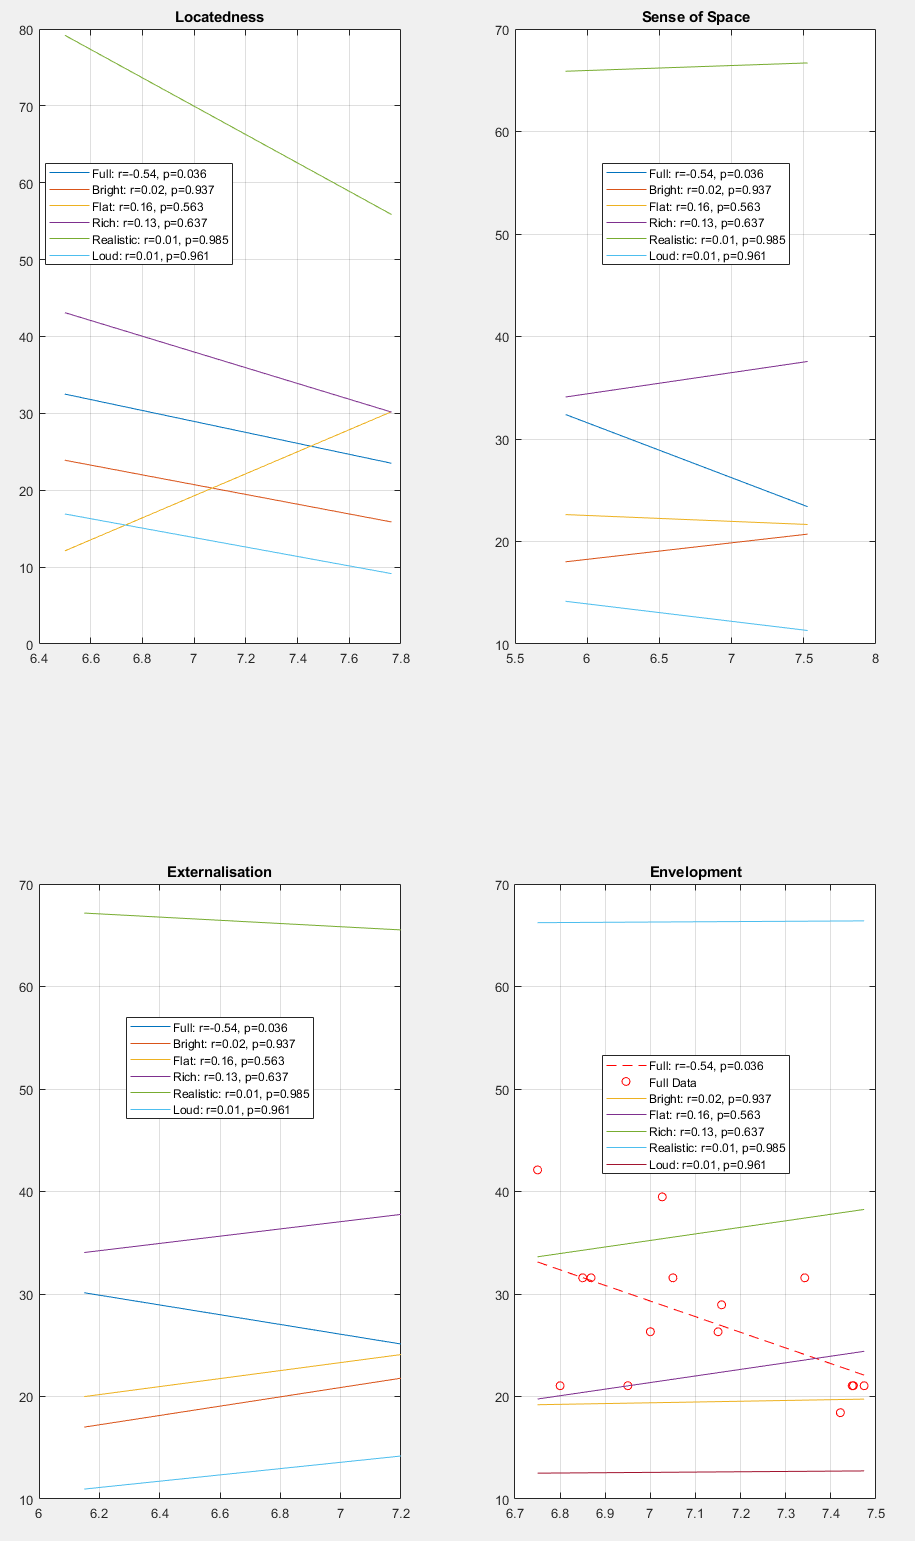 Locatedness
80
70
60
50
40
30
20
10
0
Full: r=-0.54, p=0.036
Bright: r=0.02, p=0.937
Flat: r=0.16, p=0.563
Rich: r=0.13, p=0.637
Realistic: r=0.01, p=0.985
Loud: r=0.01, p=0.961
6.4 6.6 6.8 7 7.2 7.4 7.6 7.8
Sense of Space
70
60
50
40
30
20
10
Full: r=-0.54, p=0.036
Bright: r=0.02, p=0.937
Flat: r=0.16, p=0.563
Rich: r=0.13, p=0.637
Realistic: r=0.01, p=0.985
Loud: r=0.01, p=0.961
5.5 6 6.5 7 7.5 8
Externalisation
70
60
50
40
30
20
10
Full: r=-0.54, p=0.036
Bright: r=0.02, p=0.937
Flat: r=0.16, p=0.563
Rich: r=0.13, p=0.637
Realistic: r=0.01, p=0.985
Loud: r=0.01, p=0.961
6 6.2 6.4 6.6 6.8 7 7.2
Envelopment
70
60
50
40
30
20
10
Full: r=-0.54, p=0.036
Full Data
Bright: r=0.02, p=0.937
Flat: r=0.16, p=0.563
Rich: r=0.13, p=0.637
Realistic: r=0.01, p=0.985
Loud: r=0.01, p=0.961
6.7 6.8 6.9 7 7.1 7.2 7.3 7.4 7.5